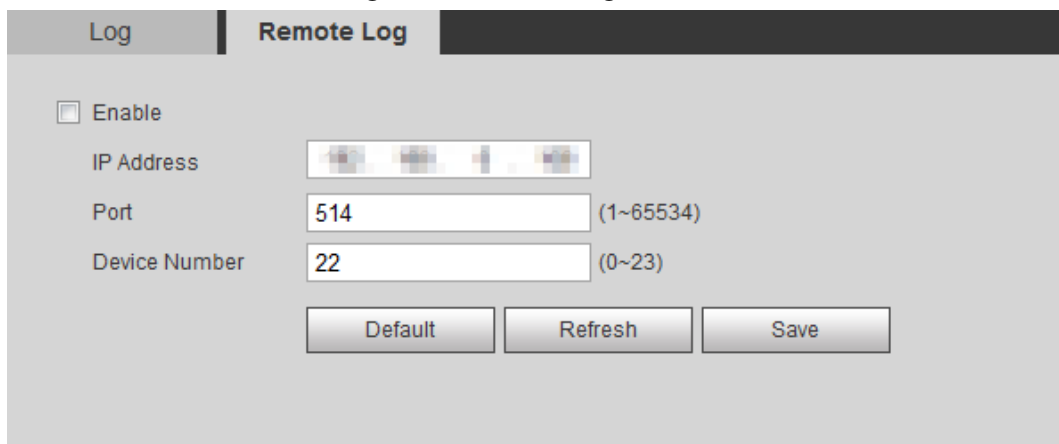 Log Remote Log
Enable
IP Address
Port 514 (1~65534)
Device Number 22 (0~23)
Default Refresh Save